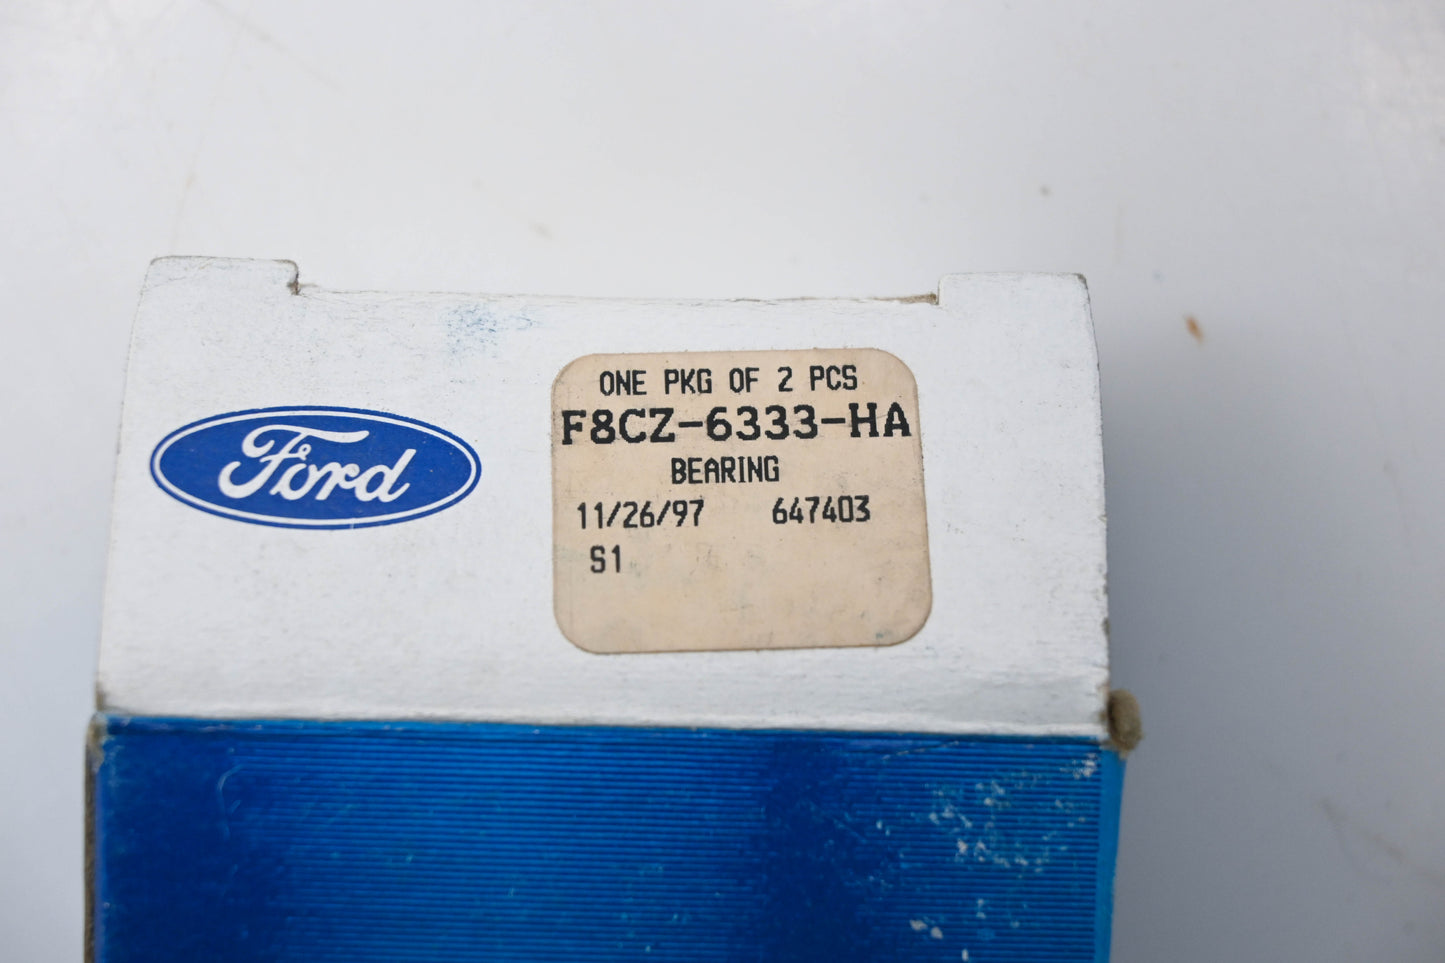 Ford
ONE PKG OF 2 PCS
F8CZ-6333-HA
BEARING
11/26/97 647403
S1